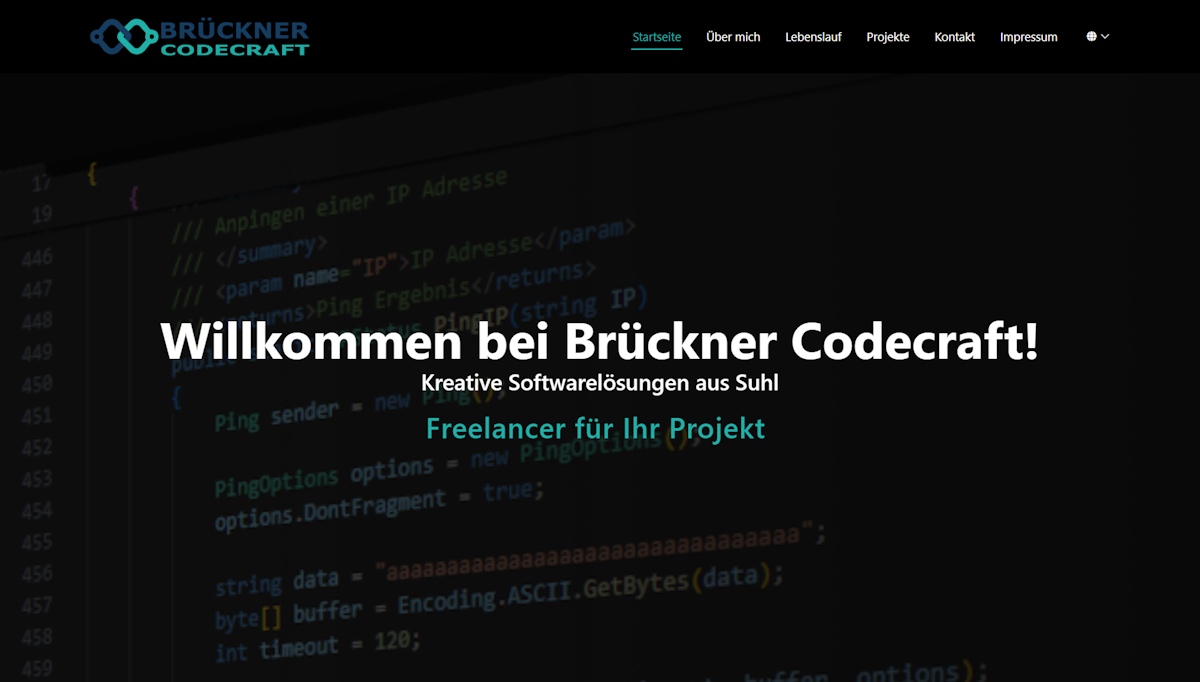 BRÜCKNER
CODECRAFT
Startseite
Über mich
Lebenslauf
Projekte
Kontakt
Impressum
17 {
19 {
/// Anpingen einer IP Adresse
446 /// </summary>
447 /// <param name="IP">IP Adresse</param>
448 /// <returns>Ping Ergebnis</returns>
449 PingIP(string IP)
Willkommen bei Brückner Codecraft!
Kreative Softwarelösungen aus Suhl
Freelancer für Ihr Projekt
450 {
451 Ping sender = new Ping();
452
453 PingOptions options = new PingOptions();
454 options.DontFragment = true;
455
456 string data = "aaaaaaaaaaaaaaaaaaaaaaaaaaaaaaaa";
457 byte[] buffer = Encoding.ASCII.GetBytes(data);
458 int timeout = 120;
459 buffer, options);